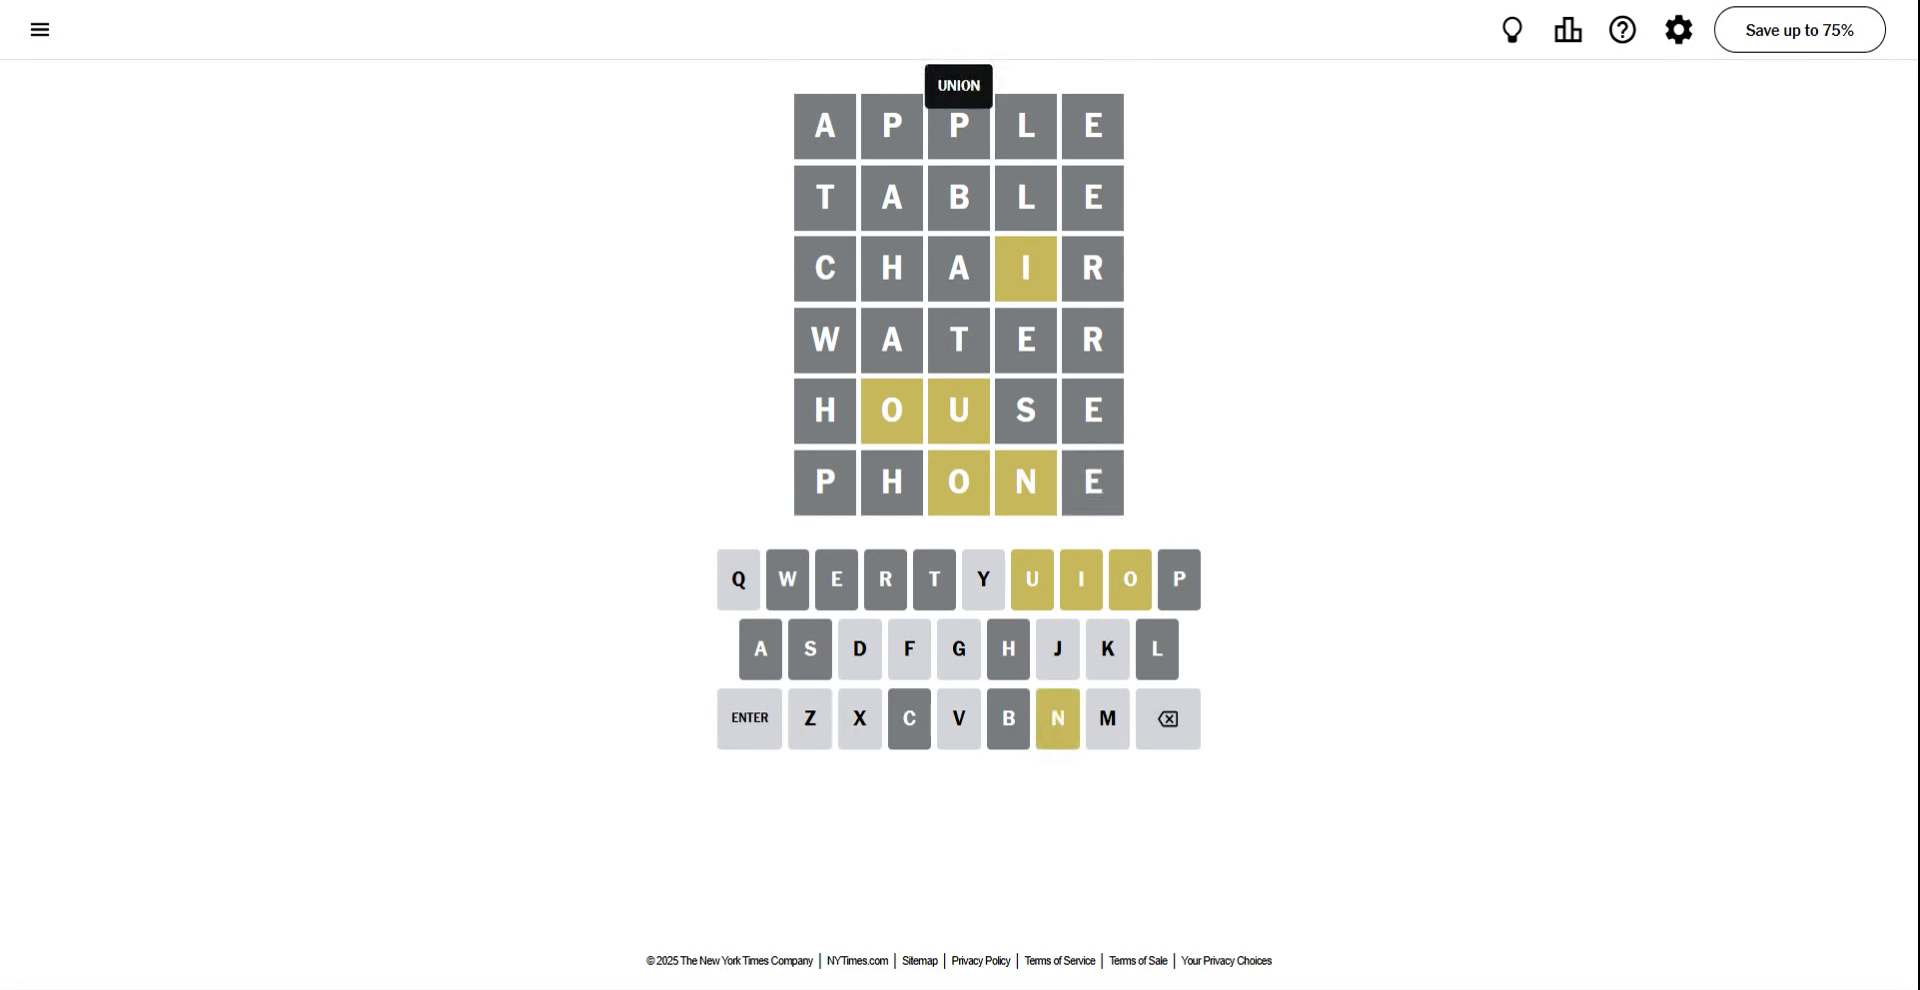 Save up to 75%
UNION
A P P L E
T A B L E
C H A I R
W A T E R
H O U S E
P H O N E
Q W E R T Y U I O P
A S D F G H J K L
ENTER Z X C V B N M
© 2025 The New York Times Company | NYTimes.com | Sitemap | Privacy Policy | Terms of Service | Terms of Sale | Your Privacy Choices